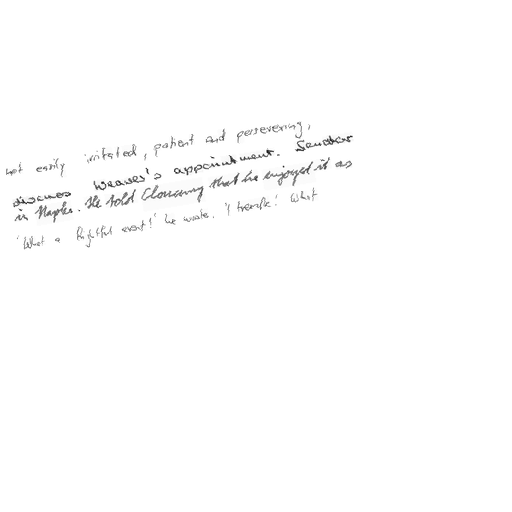 not easily irritated, patient and persevering,
discuss Weaver's appointment. Senator
in Naples. He told Clonsing that he enjoyed it as
'What a frightful event!' he wrote. 'I tremble! What